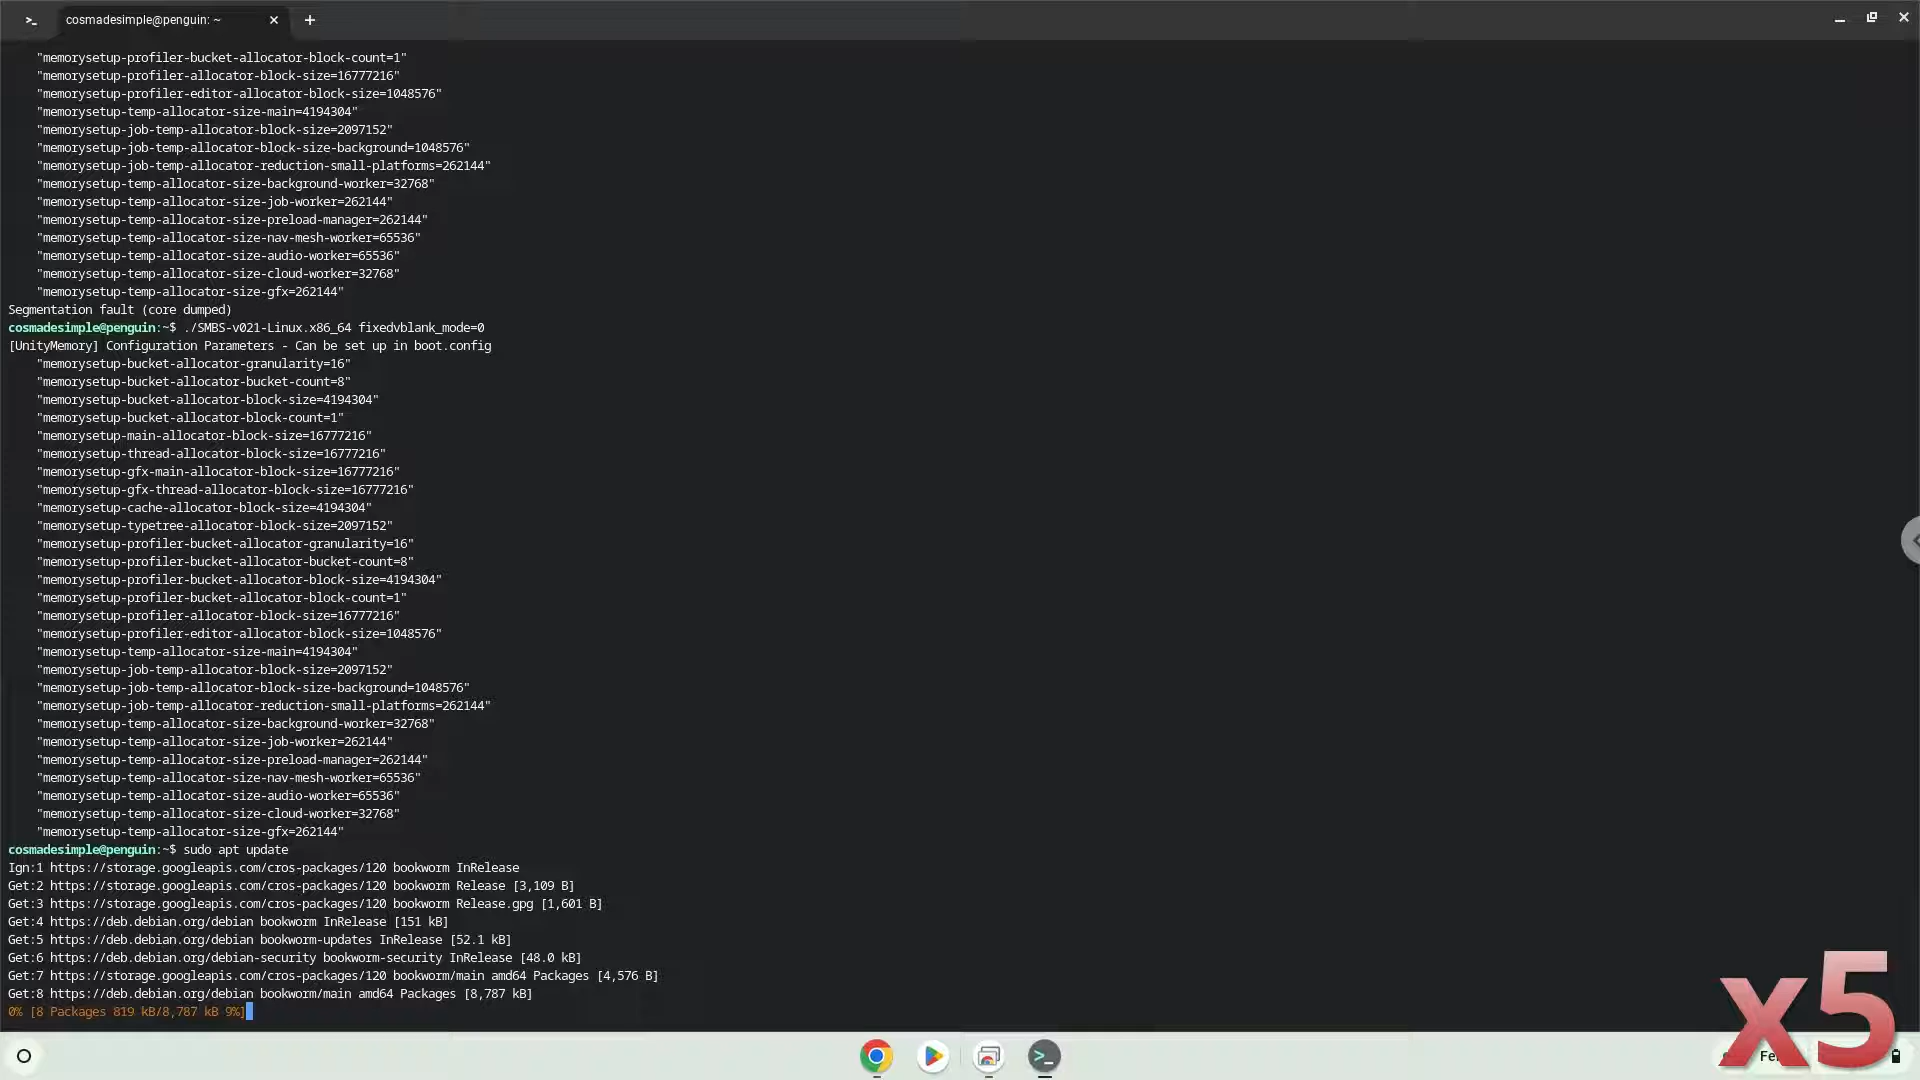 cosmadesimple@penguin: ~
"memorysetup-profiler-bucket-allocator-block-count=1"
"memorysetup-profiler-allocator-block-size=16777216"
"memorysetup-profiler-editor-allocator-block-size=1048576"
"memorysetup-temp-allocator-size-main=4194304"
"memorysetup-job-temp-allocator-block-size=2097152"
"memorysetup-job-temp-allocator-block-size-background=1048576"
"memorysetup-job-temp-allocator-reduction-small-platforms=262144"
"memorysetup-temp-allocator-size-background-worker=32768"
"memorysetup-temp-allocator-size-job-worker=262144"
"memorysetup-temp-allocator-size-preload-manager=262144"
"memorysetup-temp-allocator-size-nav-mesh-worker=65536"
"memorysetup-temp-allocator-size-audio-worker=65536"
"memorysetup-temp-allocator-size-cloud-worker=32768"
"memorysetup-temp-allocator-size-gfx=262144"
Segmentation fault (core dumped)
cosmadesimple@penguin:~$ ./SMBS-v021-Linux.x86_64 fixedvblank_mode=0
[UnityMemory] Configuration Parameters - Can be set up in boot.config
"memorysetup-bucket-allocator-granularity=16"
"memorysetup-bucket-allocator-bucket-count=8"
"memorysetup-bucket-allocator-block-size=4194304"
"memorysetup-bucket-allocator-block-count=1"
"memorysetup-main-allocator-block-size=16777216"
"memorysetup-thread-allocator-block-size=16777216"
"memorysetup-gfx-main-allocator-block-size=16777216"
"memorysetup-gfx-thread-allocator-block-size=16777216"
"memorysetup-cache-allocator-block-size=4194304"
"memorysetup-typetree-allocator-block-size=2097152"
"memorysetup-profiler-bucket-allocator-granularity=16"
"memorysetup-profiler-bucket-allocator-bucket-count=8"
"memorysetup-profiler-bucket-allocator-block-size=4194304"
"memorysetup-profiler-bucket-allocator-block-count=1"
"memorysetup-profiler-allocator-block-size=16777216"
"memorysetup-profiler-editor-allocator-block-size=1048576"
"memorysetup-temp-allocator-size-main=4194304"
"memorysetup-job-temp-allocator-block-size=2097152"
"memorysetup-job-temp-allocator-block-size-background=1048576"
"memorysetup-job-temp-allocator-reduction-small-platforms=262144"
"memorysetup-temp-allocator-size-background-worker=32768"
"memorysetup-temp-allocator-size-job-worker=262144"
"memorysetup-temp-allocator-size-preload-manager=262144"
"memorysetup-temp-allocator-size-nav-mesh-worker=65536"
"memorysetup-temp-allocator-size-audio-worker=65536"
"memorysetup-temp-allocator-size-cloud-worker=32768"
"memorysetup-temp-allocator-size-gfx=262144"
cosmadesimple@penguin:~$ sudo apt update
Ign:1 https://storage.googleapis.com/cros-packages/120 bookworm InRelease
Get:2 https://storage.googleapis.com/cros-packages/120 bookworm Release [3,109 B]
Get:3 https://storage.googleapis.com/cros-packages/120 bookworm Release.gpg [1,601 B]
Get:4 https://deb.debian.org/debian bookworm InRelease [151 kB]
Get:5 https://deb.debian.org/debian bookworm-updates InRelease [52.1 kB]
Get:6 https://deb.debian.org/debian-security bookworm-security InRelease [48.0 kB]
Get:7 https://storage.googleapis.com/cros-packages/120 bookworm/main amd64 Packages [4,576 B]
Get:8 https://deb.debian.org/debian bookworm/main amd64 Packages [8,787 kB]
0% [8 Packages 819 kB/8,787 kB 9%]
x5